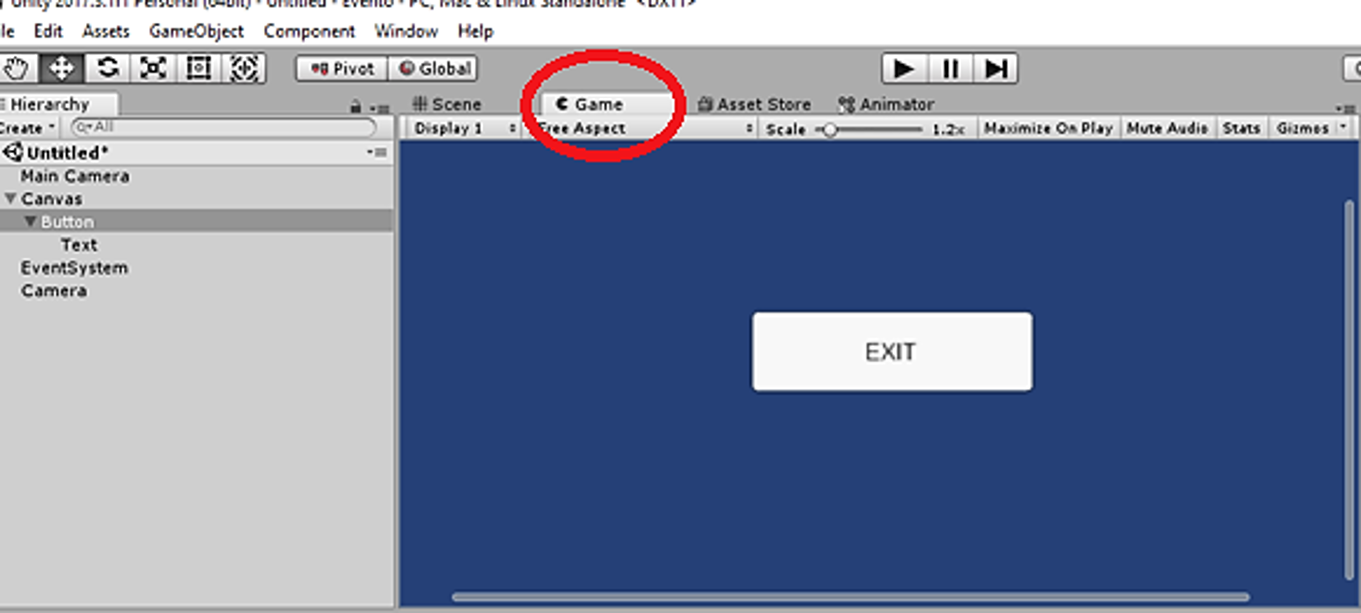 Unity 2017.3.1f1 Personal (64bit) - Untitled - Evento - PC, Mac & Linux Standalone <DX11>
le Edit Assets GameObject Component Window Help
Pivot Global
Hierarchy Scene Game Asset Store Animator
Create All Display 1 Free Aspect Scale 1.2x Maximize On Play Mute Audio Stats Gizmos
Untitled*
Main Camera
Canvas
Button
Text
EventSystem
Camera
EXIT